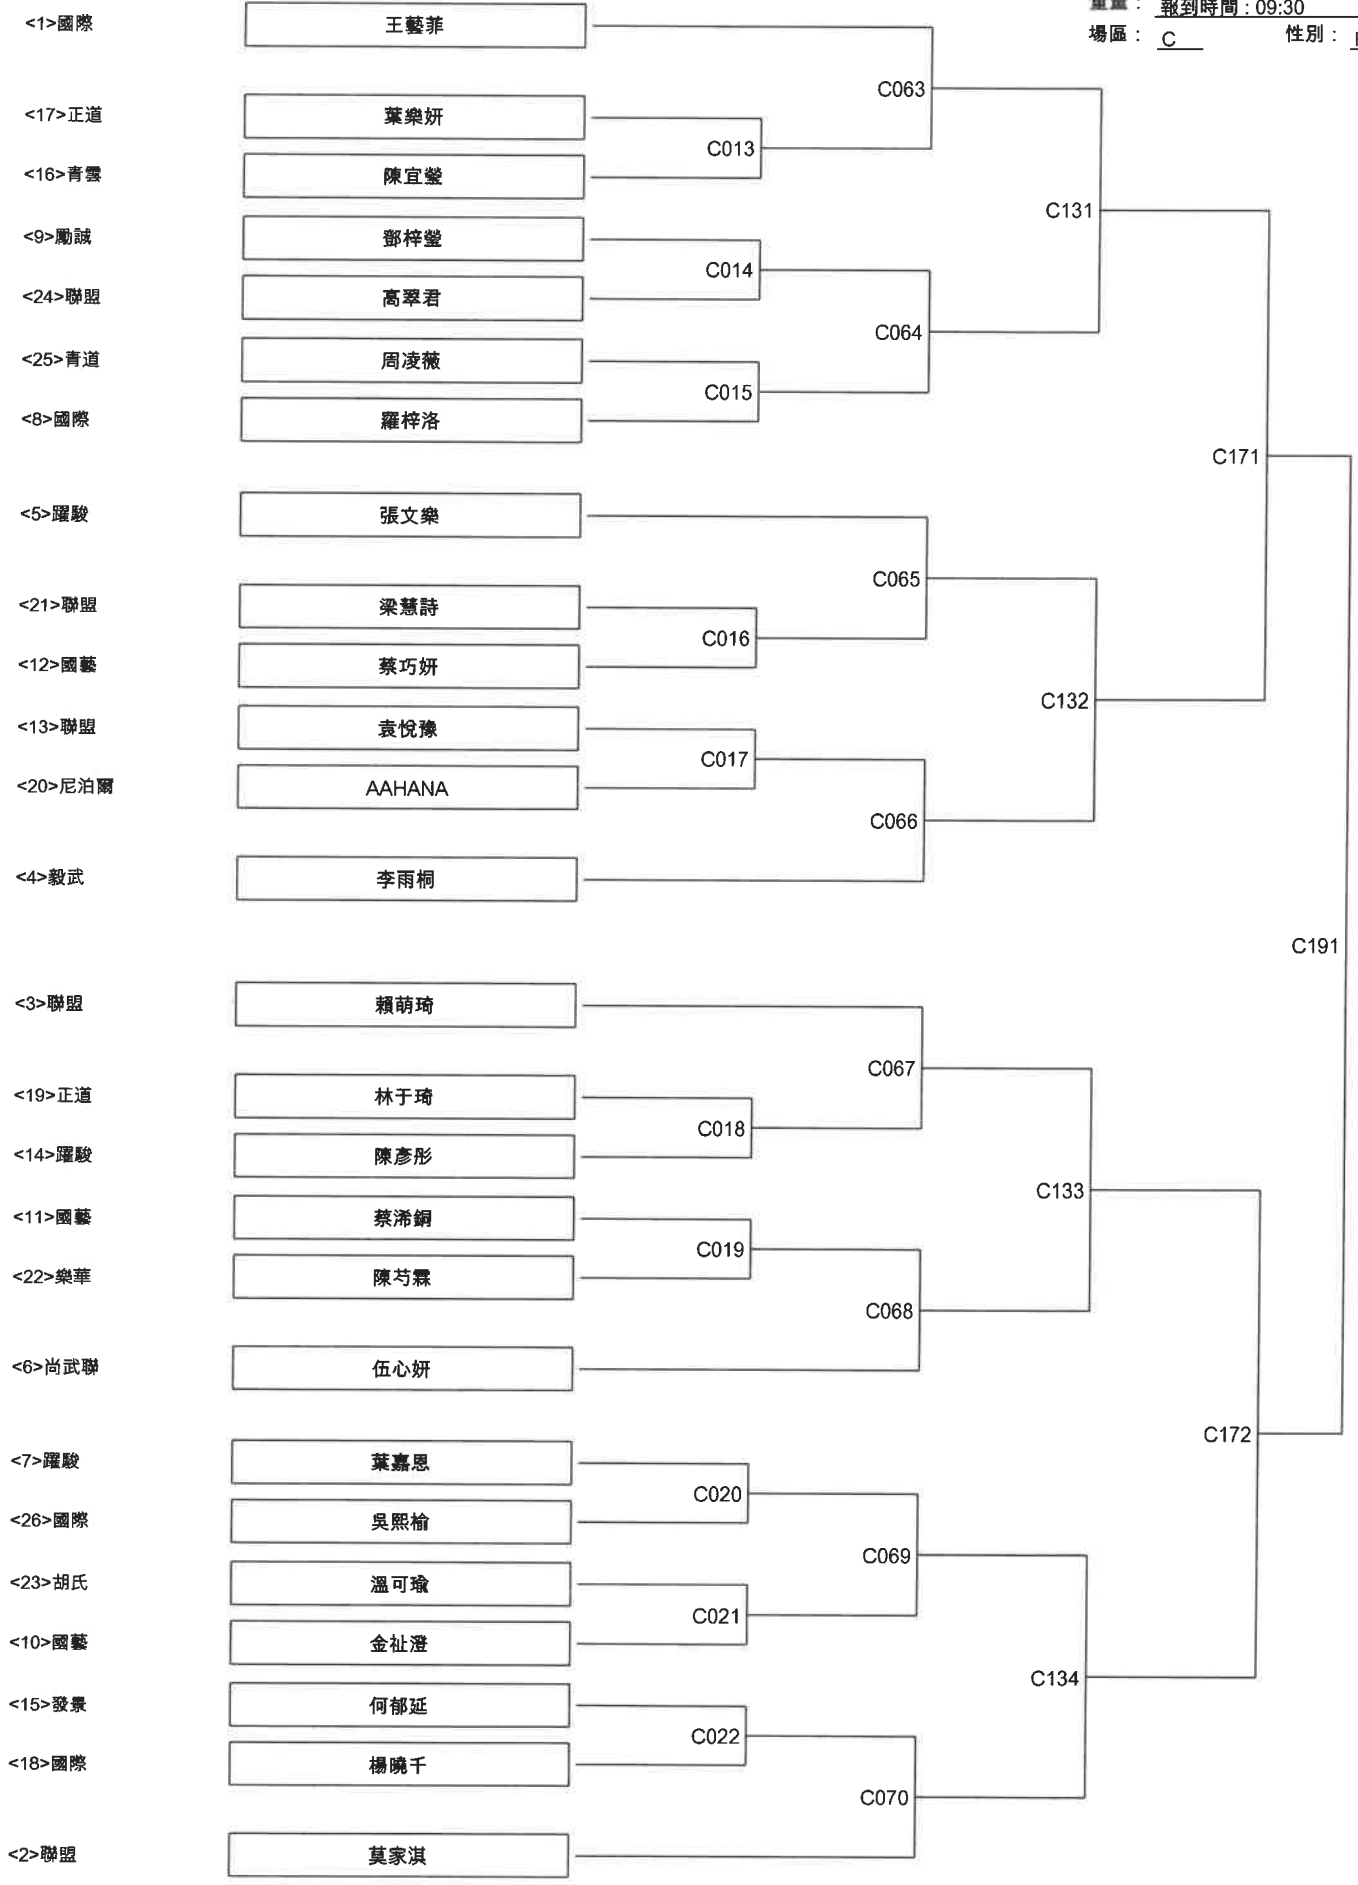 報到時間 : 09:30
場區： C 性別：
<1>國際 王藝菲
C063
<17>正道 葉樂妍
C013
<16>青雲 陳宜瑩
C131
<9>勵誠 鄧梓瑩
C014
<24>聯盟 高翠君
C064
<25>青道 周凌薇
C015
<8>國際 羅梓洛
C171
<5>躍駿 張文樂
C065
<21>聯盟 梁慧詩
C016
<12>國藝 蔡巧妍
C132
<13>聯盟 袁悅豫
C017
<20>尼泊爾 AAHANA
C066
<4>毅武 李雨桐
C191
<3>聯盟 賴萌琦
C067
<19>正道 林于琦
C018
<14>躍駿 陳彥彤
C133
<11>國藝 蔡浠鍘
C019
<22>樂華 陳芍霖
C068
<6>尚武聯 伍心妍
C172
<7>躍駿 葉嘉恩
C020
<26>國際 吳熙榆
C069
<23>胡氏 溫可瑜
C021
<10>國藝 金祉澄
C134
<15>發景 何郁延
C022
<18>國際 楊曉千
C070
<2>聯盟 莫家淇